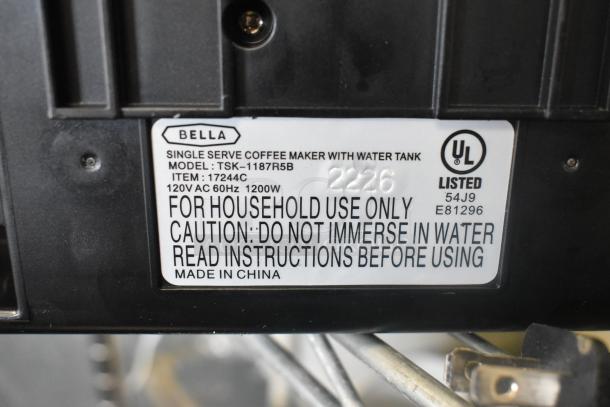 BELLA
SINGLE SERVE COFFEE MAKER WITH WATER TANK
MODEL : TSK-1187R5B
ITEM : 17244C
120V AC 60Hz 1200W
2226
UL
LISTED
54J9
E81296
FOR HOUSEHOLD USE ONLY
CAUTION: DO NOT IMMERSE IN WATER
READ INSTRUCTIONS BEFORE USING
MADE IN CHINA